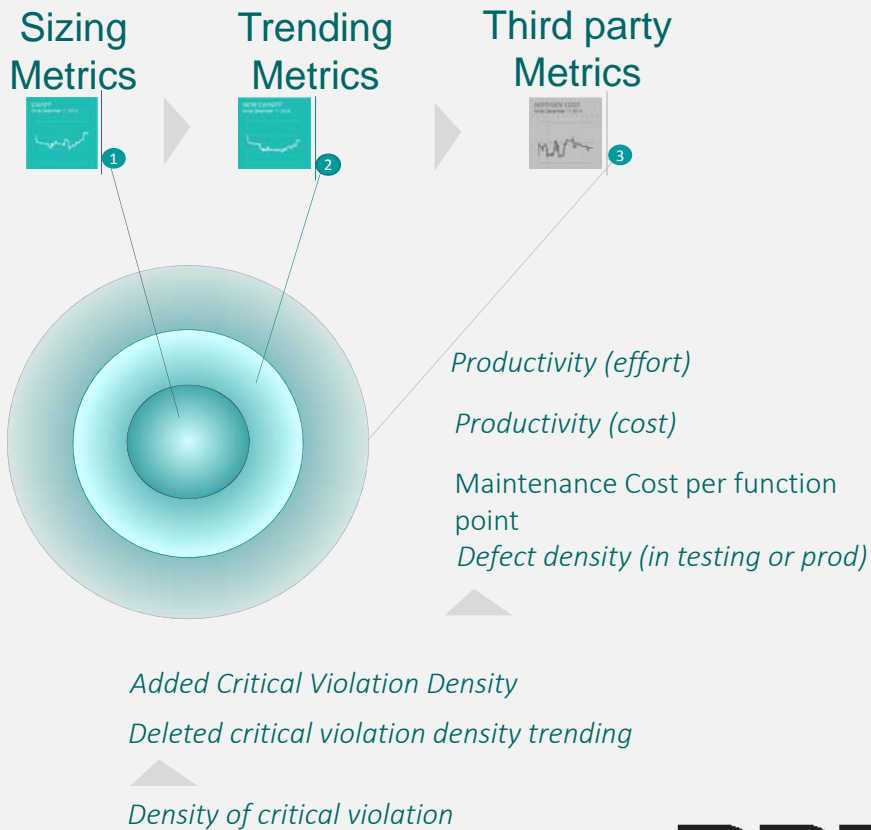 Sizing
Metrics
Trending
Metrics
Third party
Metrics
1
2
3
Productivity (effort)
Productivity (cost)
Maintenance Cost per function
point
Defect density (in testing or prod)
Added Critical Violation Density
Deleted critical violation density trending
Density of critical violation